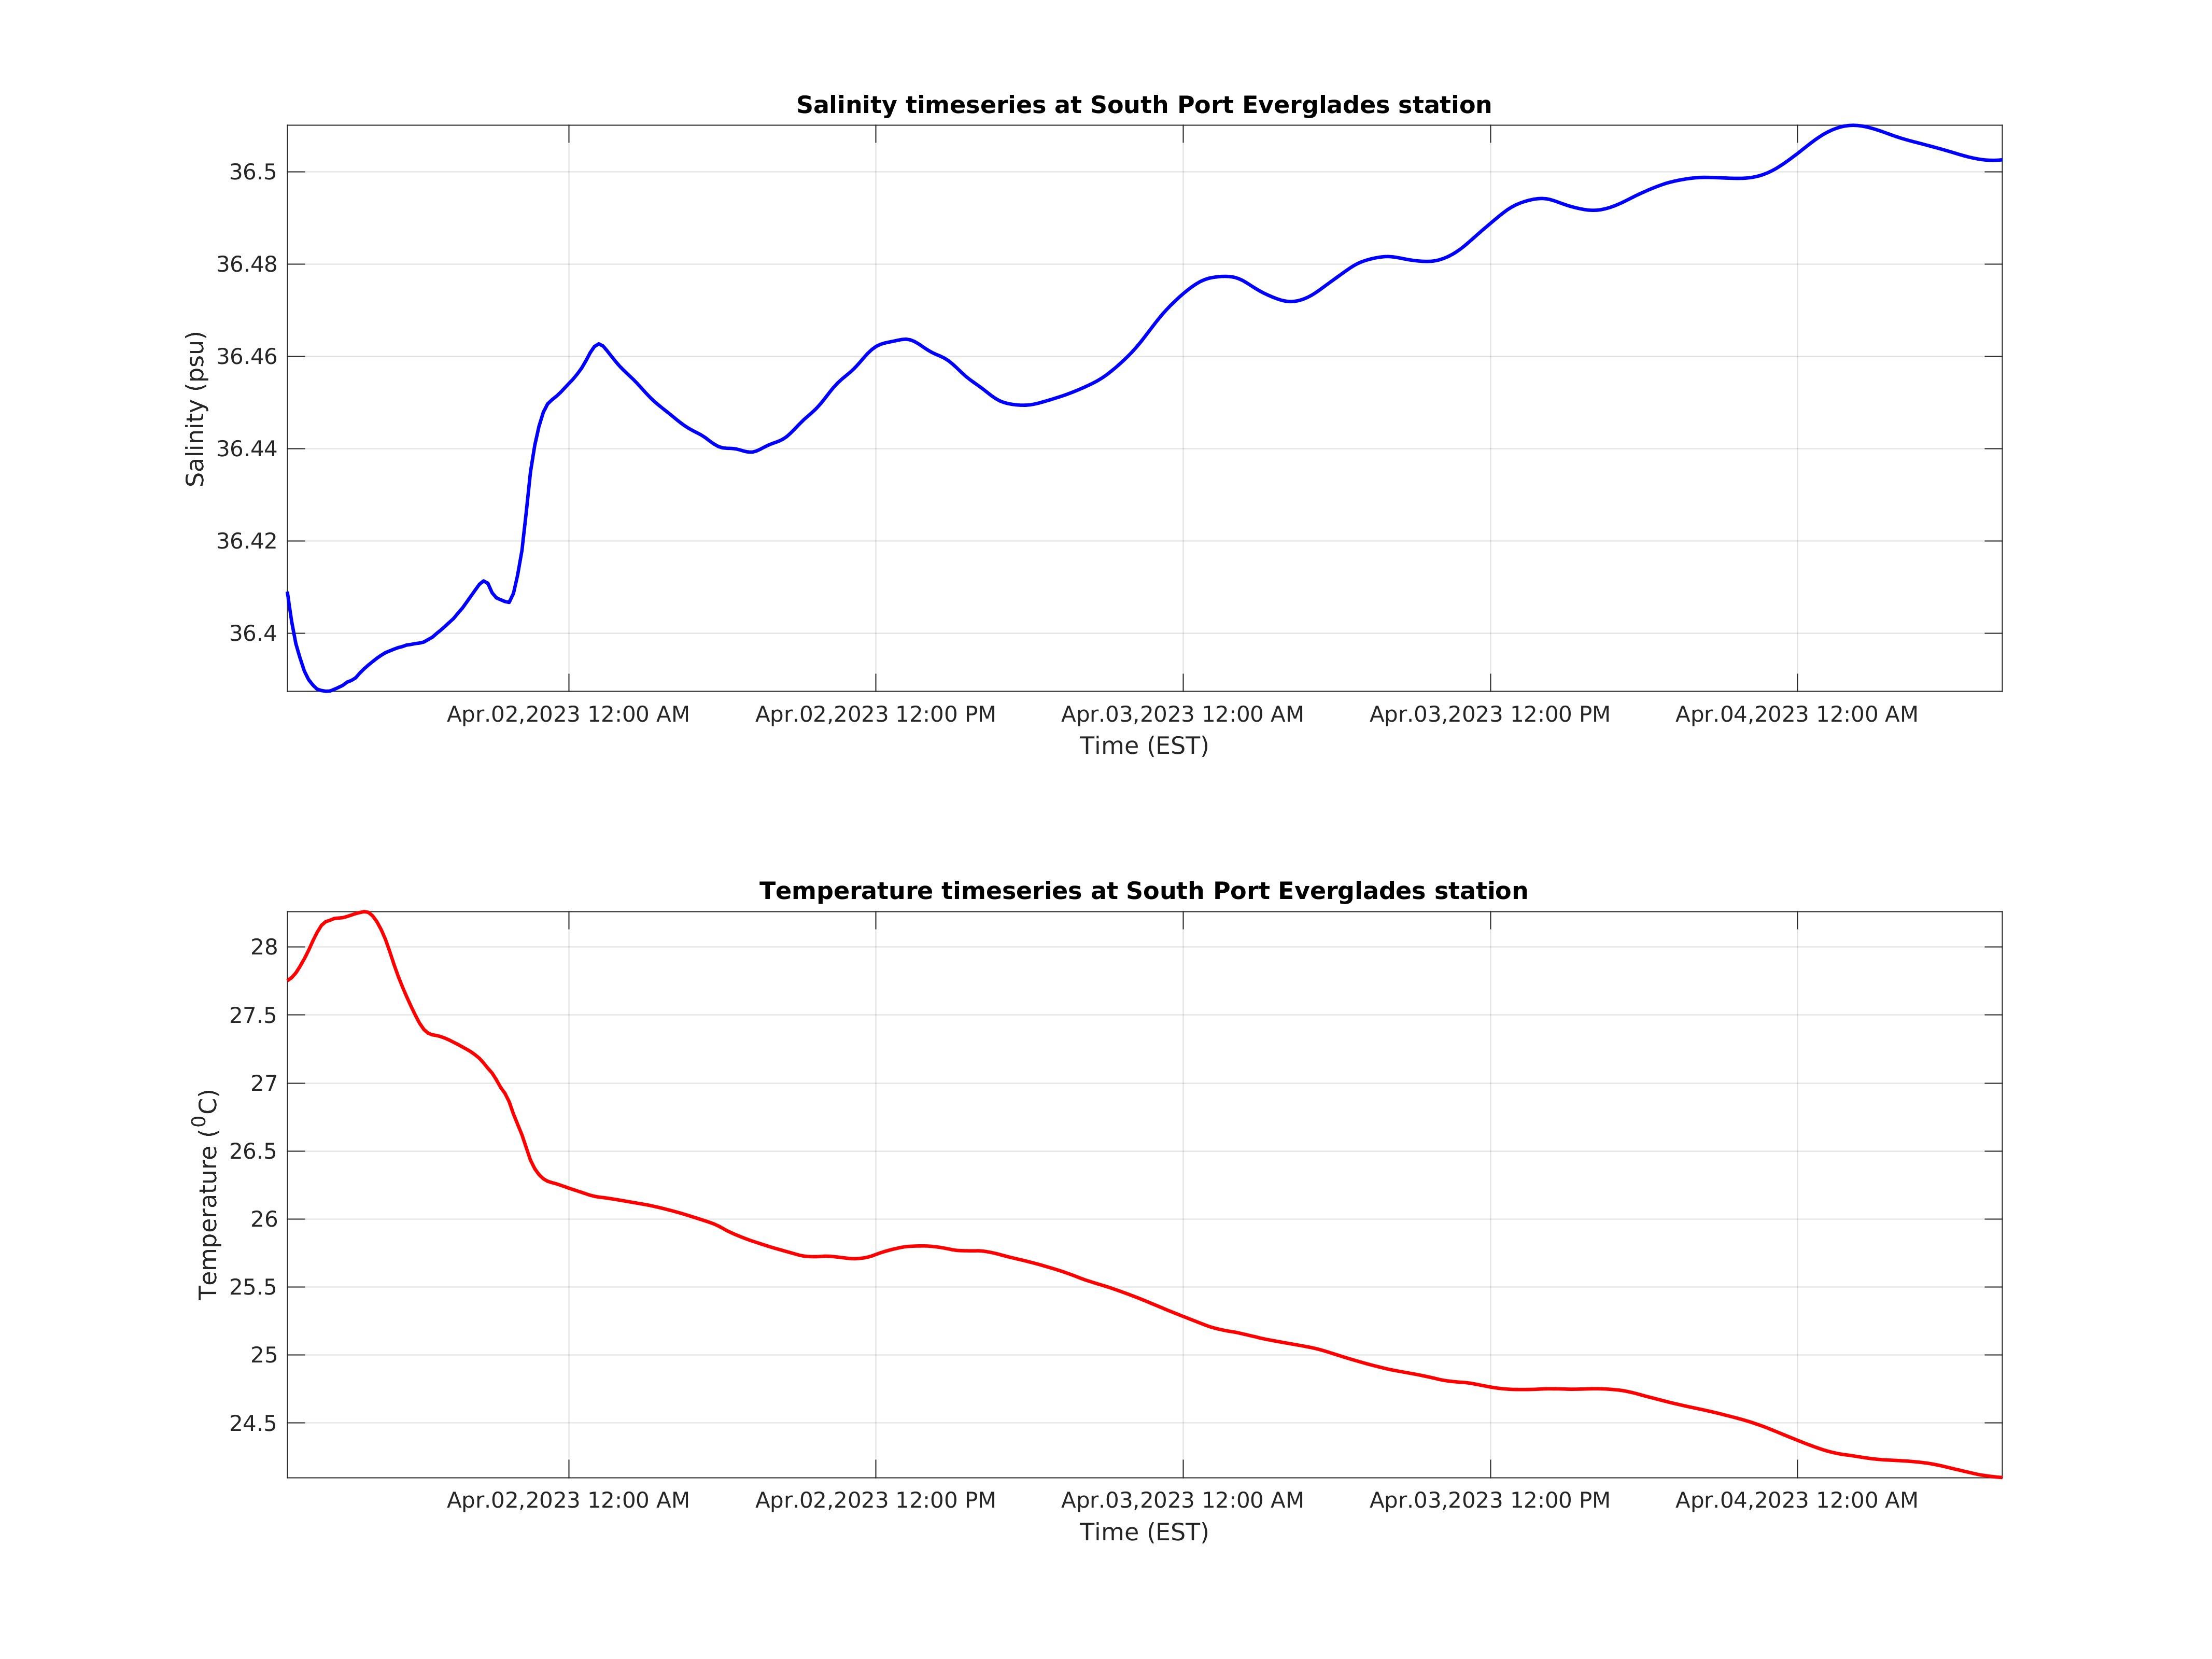 Salinity timeseries at South Port Everglades station
36.5
36.48
36.46
36.44
36.42
36.4
Salinity (psu)
Apr.02,2023 12:00 AM Apr.02,2023 12:00 PM Apr.03,2023 12:00 AM Apr.03,2023 12:00 PM Apr.04,2023 12:00 AM
Time (EST)
Temperature timeseries at South Port Everglades station
28
27.5
27
26.5
26
25.5
25
24.5
Temperature (⁰C)
Apr.02,2023 12:00 AM Apr.02,2023 12:00 PM Apr.03,2023 12:00 AM Apr.03,2023 12:00 PM Apr.04,2023 12:00 AM
Time (EST)